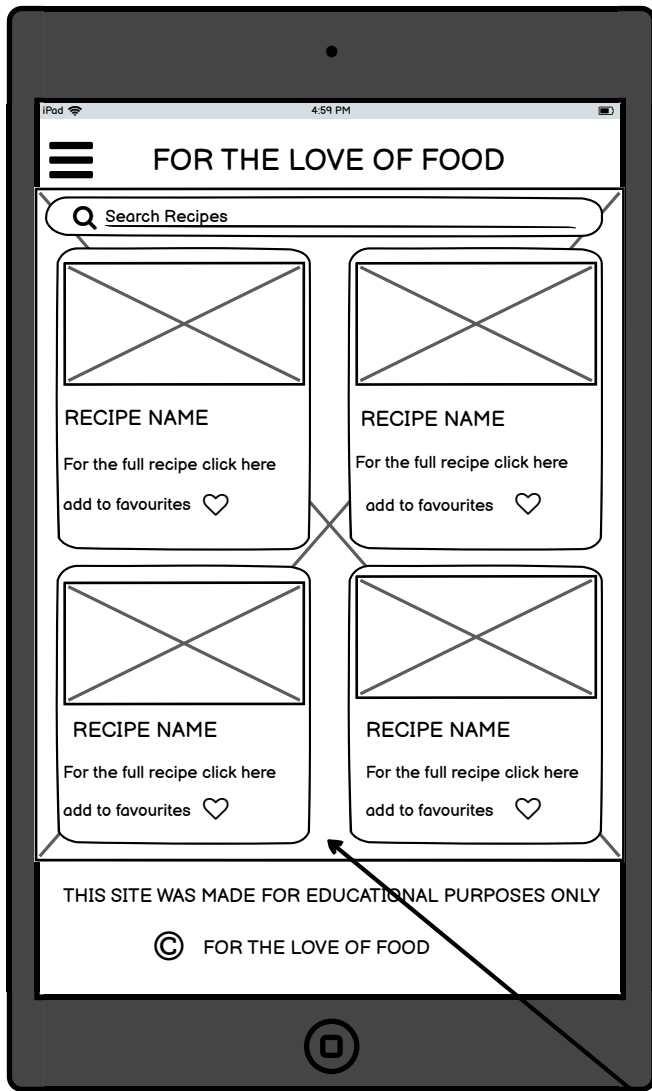 iPad 4:59 PM
FOR THE LOVE OF FOOD
Search Recipes
RECIPE NAME
For the full recipe click here
add to favourites
RECIPE NAME
For the full recipe click here
add to favourites
RECIPE NAME
For the full recipe click here
add to favourites
RECIPE NAME
For the full recipe click here
add to favourites
THIS SITE WAS MADE FOR EDUCATIONAL PURPOSES ONLY
© FOR THE LOVE OF FOOD